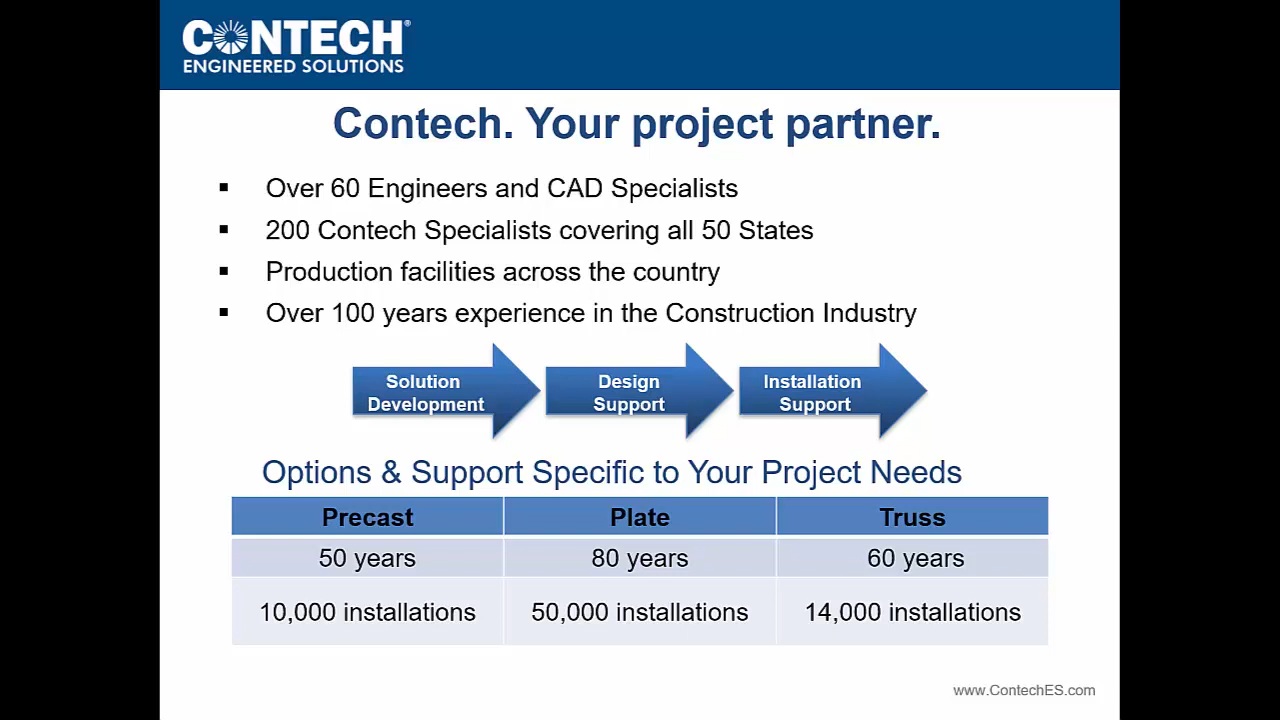 CONTECH®
ENGINEERED SOLUTIONS
Contech. Your project partner.
▪ Over 60 Engineers and CAD Specialists
▪ 200 Contech Specialists covering all 50 States
▪ Production facilities across the country
▪ Over 100 years experience in the Construction Industry
Solution Development
Design Support
Installation Support
Options & Support Specific to Your Project Needs
Precast Plate Truss
50 years 80 years 60 years
10,000 installations 50,000 installations 14,000 installations
www.ContechES.com